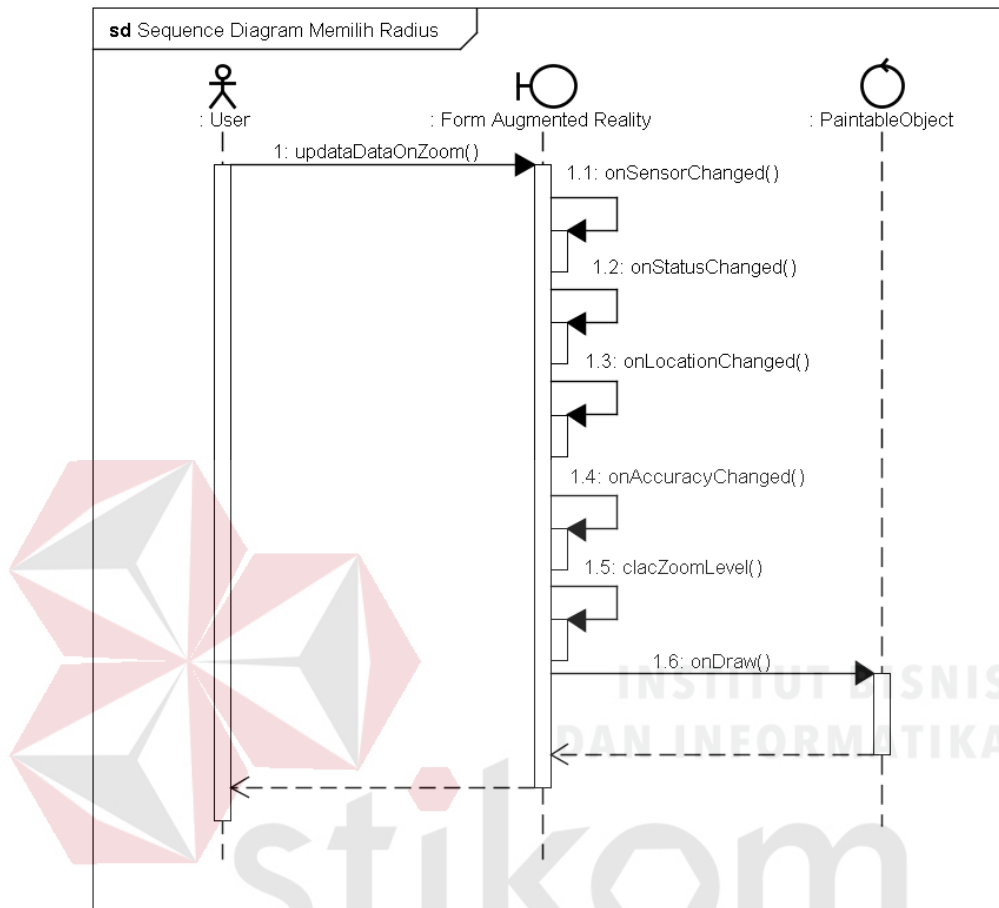 sd Sequence Diagram Memilih Radius
: User
: Form Augmented Reality
: PaintableObject
1: updataDataOnZoom()
1.1: onSensorChanged()
1.2: onStatusChanged()
1.3: onLocationChanged()
1.4: onAccuracyChanged()
1.5: clacZoomLevel()
1.6: onDraw()
INSTITUT BISNIS
DAN INFORMATIKA
stikom